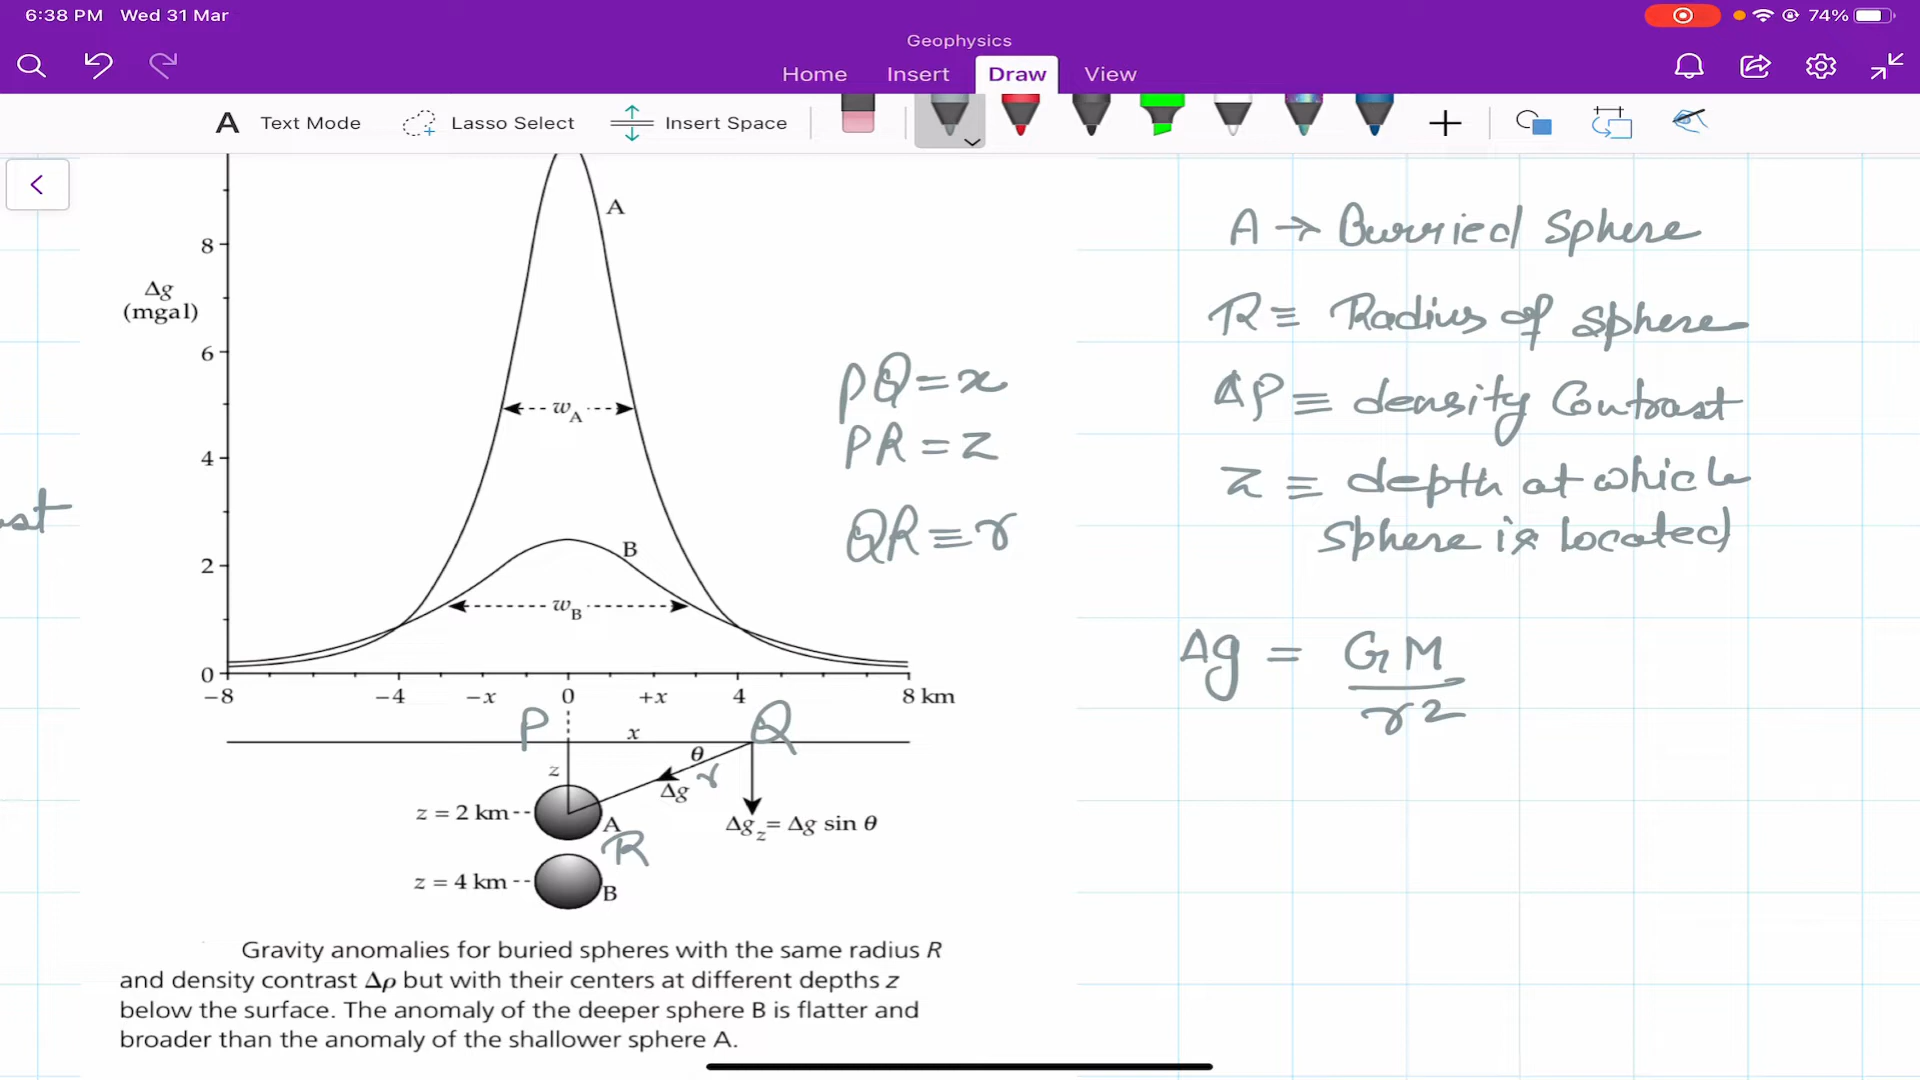 6:38 PM Wed 31 Mar
74%
Geophysics
Home Insert Draw View
A Text Mode Lasso Select Insert Space
A
8
Δg
(mgal)
6
wA
4
B
2
wB
0
−8 −4 −x 0 +x 4 8 km
P x Q
θ
z r
Δg
z = 2 km
A
Δgz = Δg sin θ
R
z = 4 km
B
Gravity anomalies for buried spheres with the same radius R
and density contrast Δρ but with their centers at different depths z
below the surface. The anomaly of the deeper sphere B is flatter and
broader than the anomaly of the shallower sphere A.
PQ = x
PR = z
QR ≡ r
A → Burried Sphere
R ≡ Radius of sphere
Δρ ≡ density Contrast
z ≡ depth at which
sphere is located
Δg = GM
r2